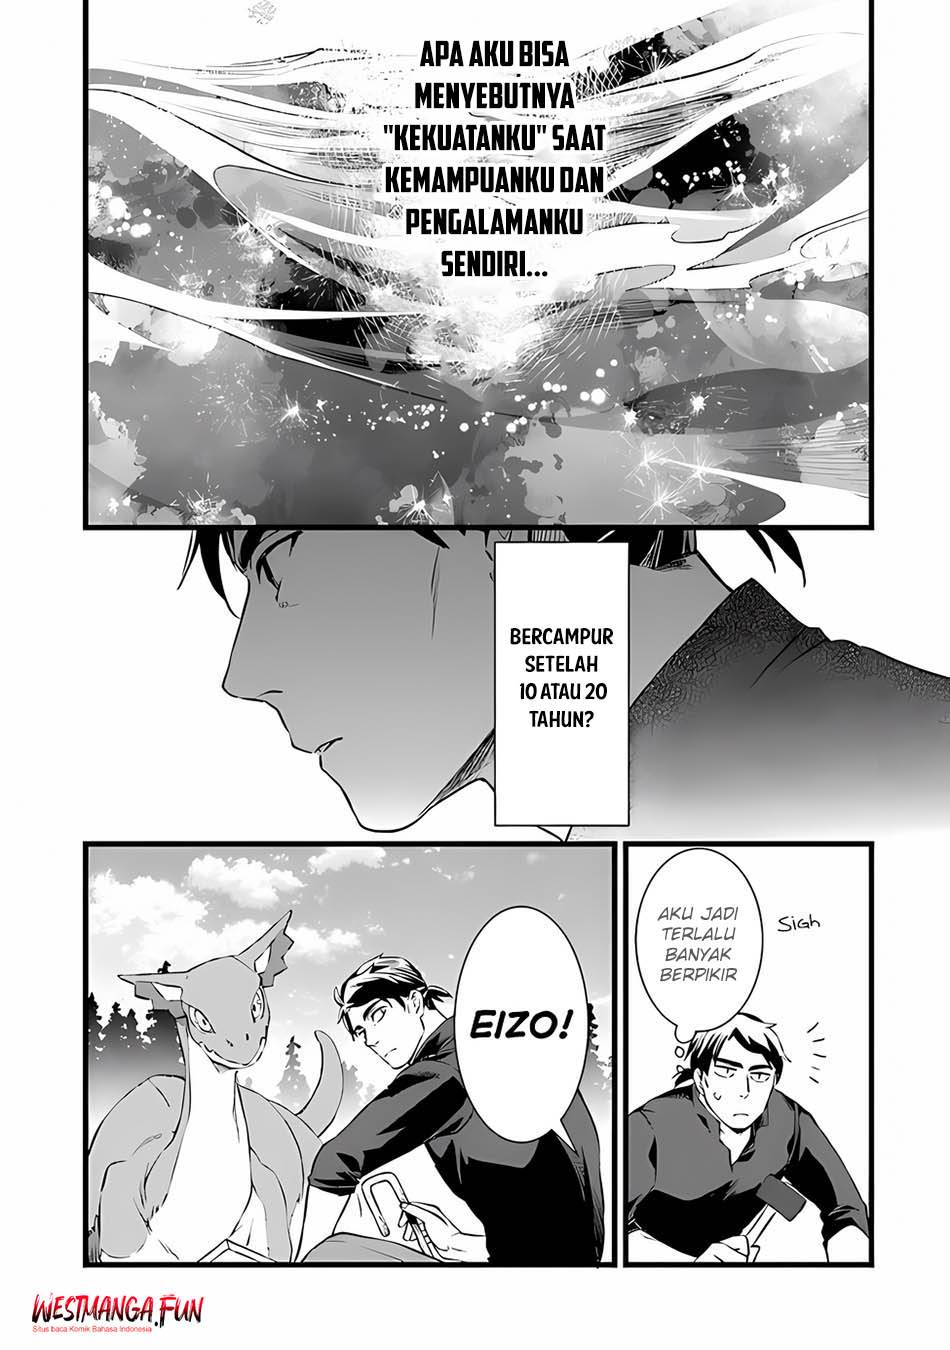 APA AKU BISA
MENYEBUTNYA
"KEKUATANKU" SAAT
KEMAMPUANKU DAN
PENGALAMANKU
SENDIRI...
BERCAMPUR
SETELAH
10 ATAU 20
TAHUN?
AKU JADI
TERLALU
BANYAK
BERPIKIR
Sigh
EIZO!
WESTMANGA.FUN
Situs baca Komik Bahasa Indonesia